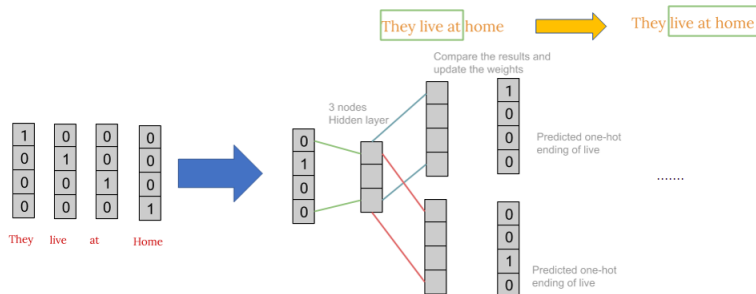 They live at home
They live at home
Compare the results and
update the weights
3 nodes
Hidden layer
1
0
0
0
0
1
0
0
0
0
1
0
0
0
0
1
They
live
at
Home
0
1
0
0
1
0
0
0
Predicted one-hot
ending of live
0
0
1
0
Predicted one-hot
ending of live
.......